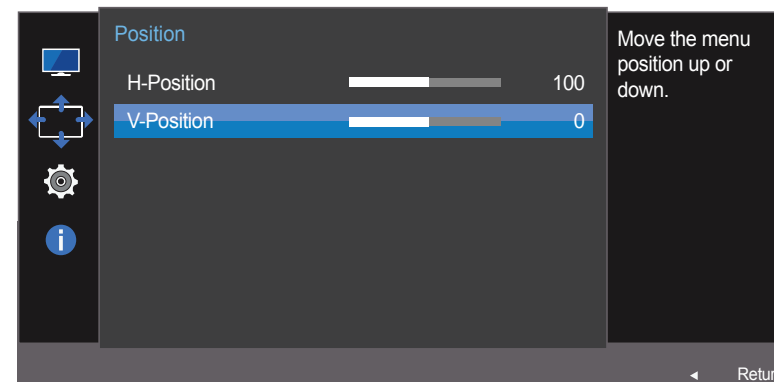 Position
H-Position 100
V-Position 0
Move the menu
position up or
down.
i
Retur